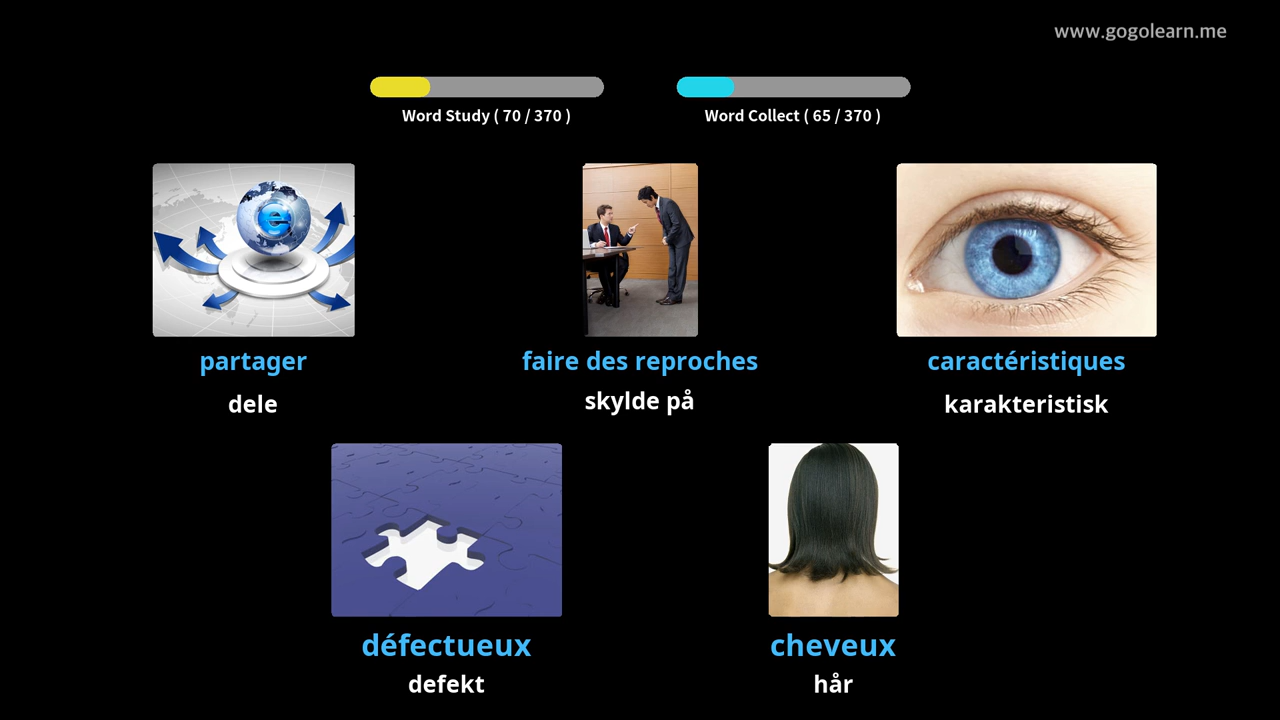 www.gogolearn.me
Word Study ( 70 / 370 )
Word Collect ( 65 / 370 )
partager
faire des reproches
caractéristiques
dele
skylde på
karakteristisk
défectueux
cheveux
defekt
hår